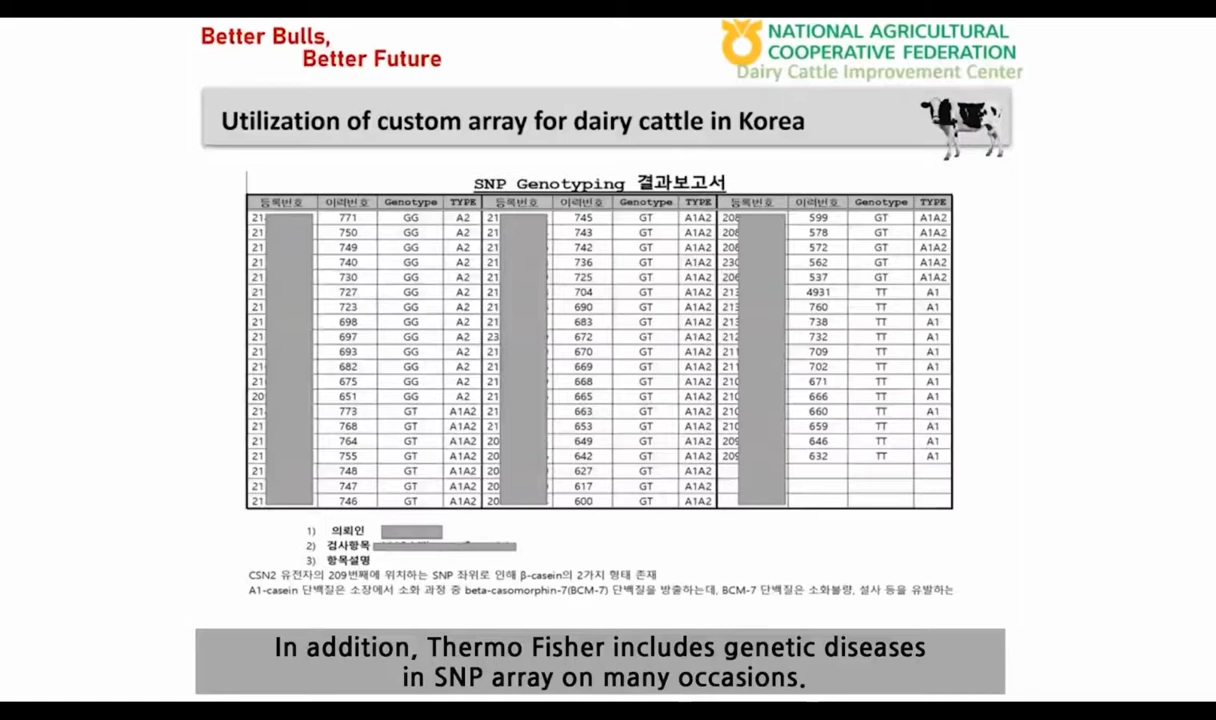 Better Bulls,
Better Future
NATIONAL AGRICULTURAL
COOPERATIVE FEDERATION
Dairy Cattle Improvement Center
Utilization of custom array for dairy cattle in Korea
SNP Genotyping 결과보고서
등록번호 이력번호 Genotype TYPE 등록번호 이력번호 Genotype TYPE 등록번호 이력번호 Genotype TYPE
21 771 GG A2 21 745 GT A1A2 208 599 GT A1A2
21 750 GG A2 21 743 GT A1A2 208 578 GT A1A2
21 749 GG A2 21 742 GT A1A2 206 572 GT A1A2
21 740 GG A2 21 736 GT A1A2 230 562 GT A1A2
21 730 GG A2 21 725 GT A1A2 206 537 GT A1A2
21 727 GG A2 21 704 GT A1A2 213 4931 TT A1
21 723 GG A2 21 690 GT A1A2 213 760 TT A1
21 698 GG A2 21 683 GT A1A2 213 738 TT A1
21 697 GG A2 23 672 GT A1A2 212 732 TT A1
21 693 GG A2 21 670 GT A1A2 211 709 TT A1
21 682 GG A2 21 669 GT A1A2 211 702 TT A1
21 675 GG A2 21 668 GT A1A2 210 671 TT A1
20 651 GG A2 21 665 GT A1A2 210 666 TT A1
21 773 GT A1A2 21 663 GT A1A2 210 660 TT A1
21 768 GT A1A2 21 653 GT A1A2 210 659 TT A1
21 764 GT A1A2 20 649 GT A1A2 209 646 TT A1
21 755 GT A1A2 20 642 GT A1A2 209 632 TT A1
21 748 GT A1A2 20 627 GT A1A2
21 747 GT A1A2 20 617 GT A1A2
21 746 GT A1A2 20 600 GT A1A2
1) 의뢰인
2) 검사항목
3) 항목설명
CSN2 유전자의 209번째에 위치하는 SNP 좌위로 인해 β-casein의 2가지 형태 존재
A1-casein 단백질은 소장에서 소화 과정 중 beta-casomorphin-7(BCM-7) 단백질을 방출하는데, BCM-7 단백질은 소화불량, 설사 등을 유발하는
In addition, Thermo Fisher includes genetic diseases
in SNP array on many occasions.